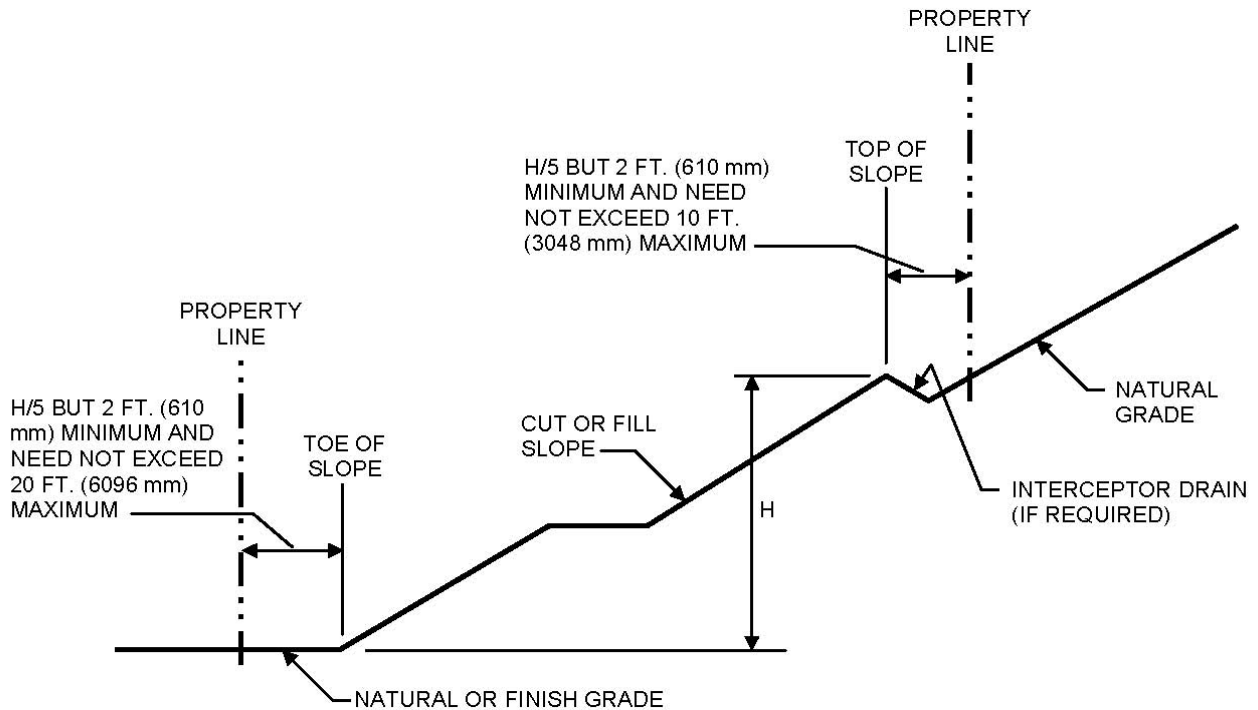 PROPERTY
LINE
H/5 BUT 2 FT. (610 mm)
MINIMUM AND NEED
NOT EXCEED 10 FT.
(3048 mm) MAXIMUM
TOP OF
SLOPE
PROPERTY
LINE
H/5 BUT 2 FT. (610
mm) MINIMUM AND
NEED NOT EXCEED
20 FT. (6096 mm)
MAXIMUM
TOE OF
SLOPE
CUT OR FILL
SLOPE
NATURAL
GRADE
H
INTERCEPTOR DRAIN
(IF REQUIRED)
NATURAL OR FINISH GRADE